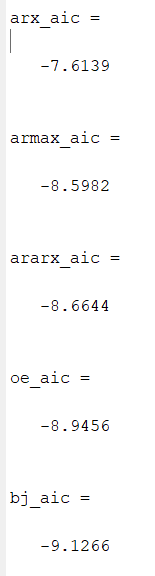 arx_aic =
-7.6139
armax_aic =
-8.5982
ararx_aic =
-8.6644
oe_aic =
-8.9456
bj_aic =
-9.1266